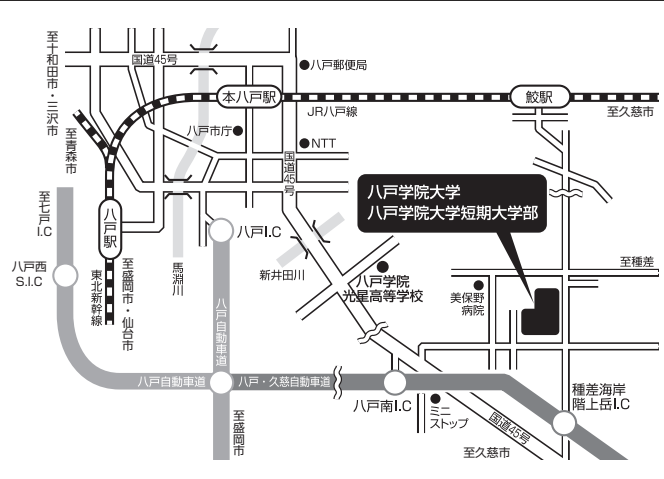 至十和田市・三沢市
国道45号
八戸郵便局
本八戸駅
鮫駅
JR八戸線
至久慈市
至青森市
八戸市庁
NTT
国道45号
八戸学院大学
八戸学院大学短期大学部
至七戸I.C
八戸駅
八戸I.C
馬淵川
新井田川
八戸学院
光星高等学校
至種差
美保野
病院
八戸西
S.I.C
東北新幹線
至盛岡市・仙台市
八戸自動車道
八戸自動車道
八戸・久慈自動車道
八戸南I.C
ミニ
ストップ
国道45号
種差海岸
階上岳I.C
至盛岡市
至久慈市